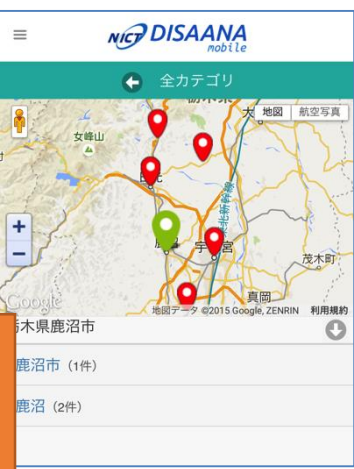 NICT DISAANA
mobile
全カテゴリ
地図 航空写真
女峰山
宇 宮
茂木町
真岡
Google
地図データ ©2015 Google, ZENRIN 利用規約
木県鹿沼市
鹿沼市 (1件)
鹿沼 (2件)